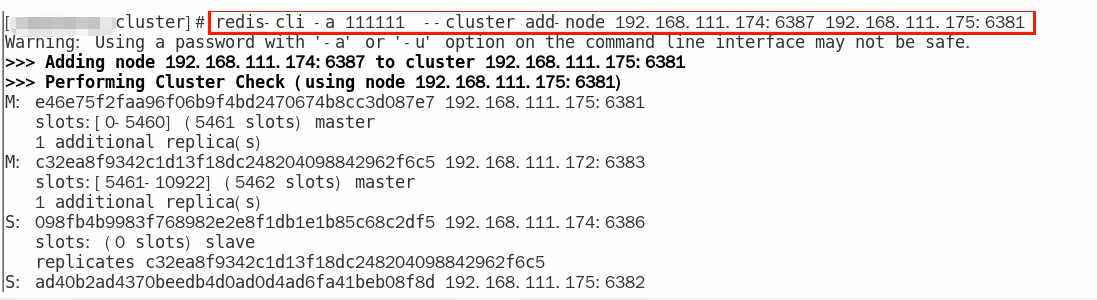 [ cluster] # redis-cli -a 111111 --cluster add-node 192.168.111.174:6387 192.168.111.175:6381
Warning: Using a password with '-a' or '-u' option on the command line interface may not be safe.
>>> Adding node 192.168.111.174:6387 to cluster 192.168.111.175:6381
>>> Performing Cluster Check (using node 192.168.111.175:6381)
M: e46e75f2faa96f06b9f4bd2470674b8cc3d087e7 192.168.111.175:6381
slots:[0-5460] (5461 slots) master
1 additional replica(s)
M: c32ea8f9342c1d13f18dc248204098842962f6c5 192.168.111.172:6383
slots:[5461-10922] (5462 slots) master
1 additional replica(s)
S: 098fb4b9983f768982e2e8f1db1e1b85c68c2df5 192.168.111.174:6386
slots: (0 slots) slave
replicates c32ea8f9342c1d13f18dc248204098842962f6c5
S: ad40b2ad4370beedb4d0ad0d4ad6fa41beb08f8d 192.168.111.175:6382